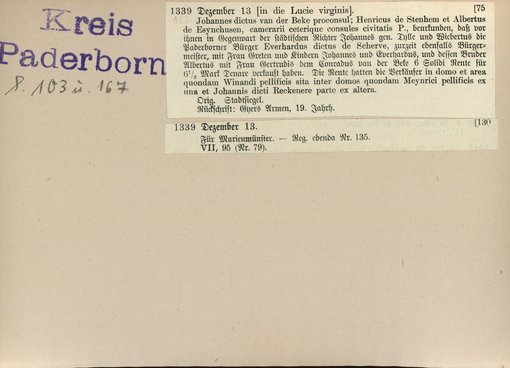 Kreis
Paderborn
S. 103 u. 167
1339 Dezember 13 [in die Lucie virginis]. [75
Johannes dictus van der Beke proconsul; Henricus de Stenhem et Albertus
de Esynchusen, camerarii ceterique consules civitatis P., beurkunden, daß vor
ihnen in Gegenwart der städtischen Richter Johannes gen. Tylle und Wicbertus die
Paderborner Bürger Everhardus dictus de Scherve, zurzeit ebenfalls Bürger-
meister, mit Frau Greten und Kindern Johannes und Everhardus, und dessen Bruder
Albertus mit Frau Gertrudis dem Conradus van der Beke 6 Solidi Rente für
6½ Mark Denare verkauft haben. Die Rente hatten die Verkäufer in domo et area
quondam Winandi pellificis sita inter domos quondam Meynrici pellificis ex
una et Johannis dicti Reckenere parte ex altera.
Orig. Stadtsiegel.
Rückschrift: Gyers Armen, 19. Jahrh.
1339 Dezember 13. [130
Für Marienmünster. — Reg. ebenda Nr. 135.
VII, 95 (Nr. 79).